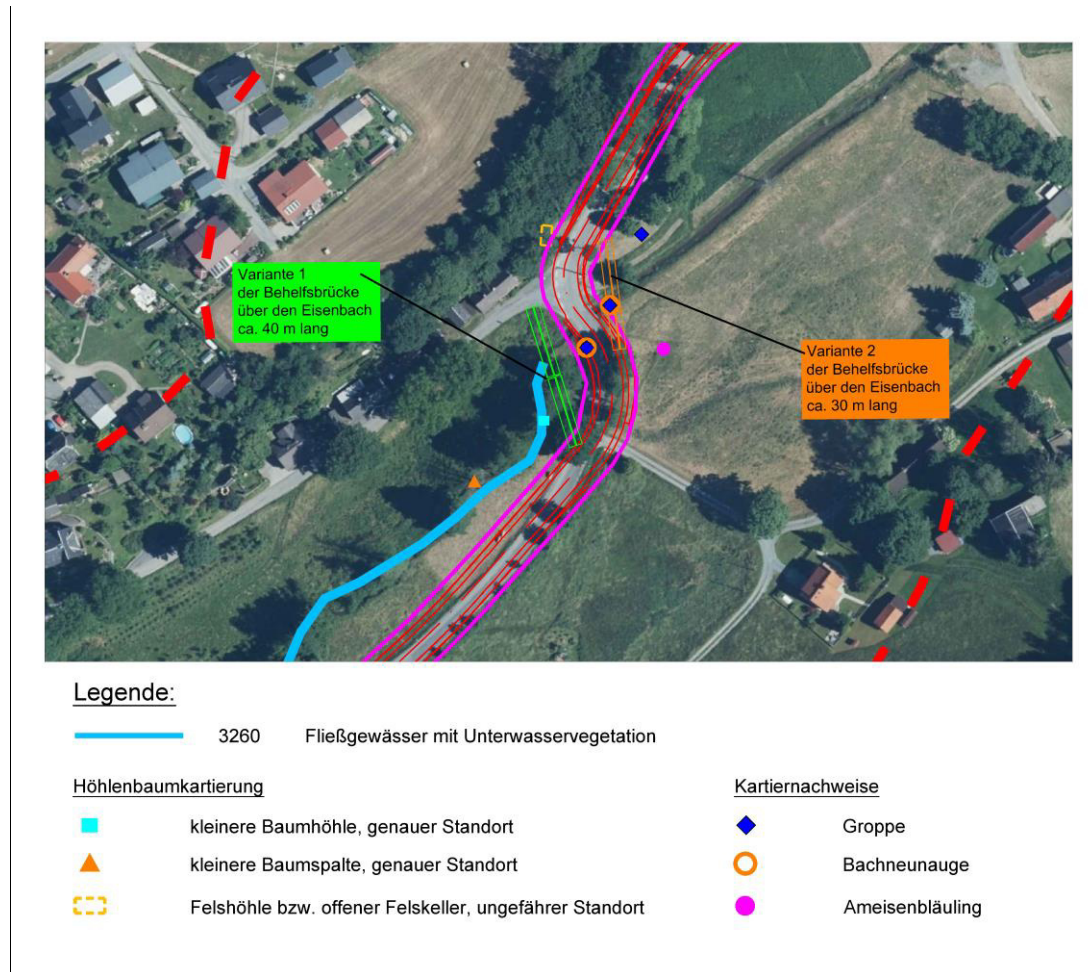 Variante 1
der Behelfsbrücke
über den Eisenbach
ca. 40 m lang
Variante 2
der Behelfsbrücke
über den Eisenbach
ca. 30 m lang
Legende:
3260 Fließgewässer mit Unterwasservegetation
Höhlenbaumkartierung
kleinere Baumhöhle, genauer Standort
kleinere Baumspalte, genauer Standort
Felshöhle bzw. offener Felskeller, ungefährer Standort
Kartiernachweise
Groppe
Bachneunauge
Ameisenbläuling